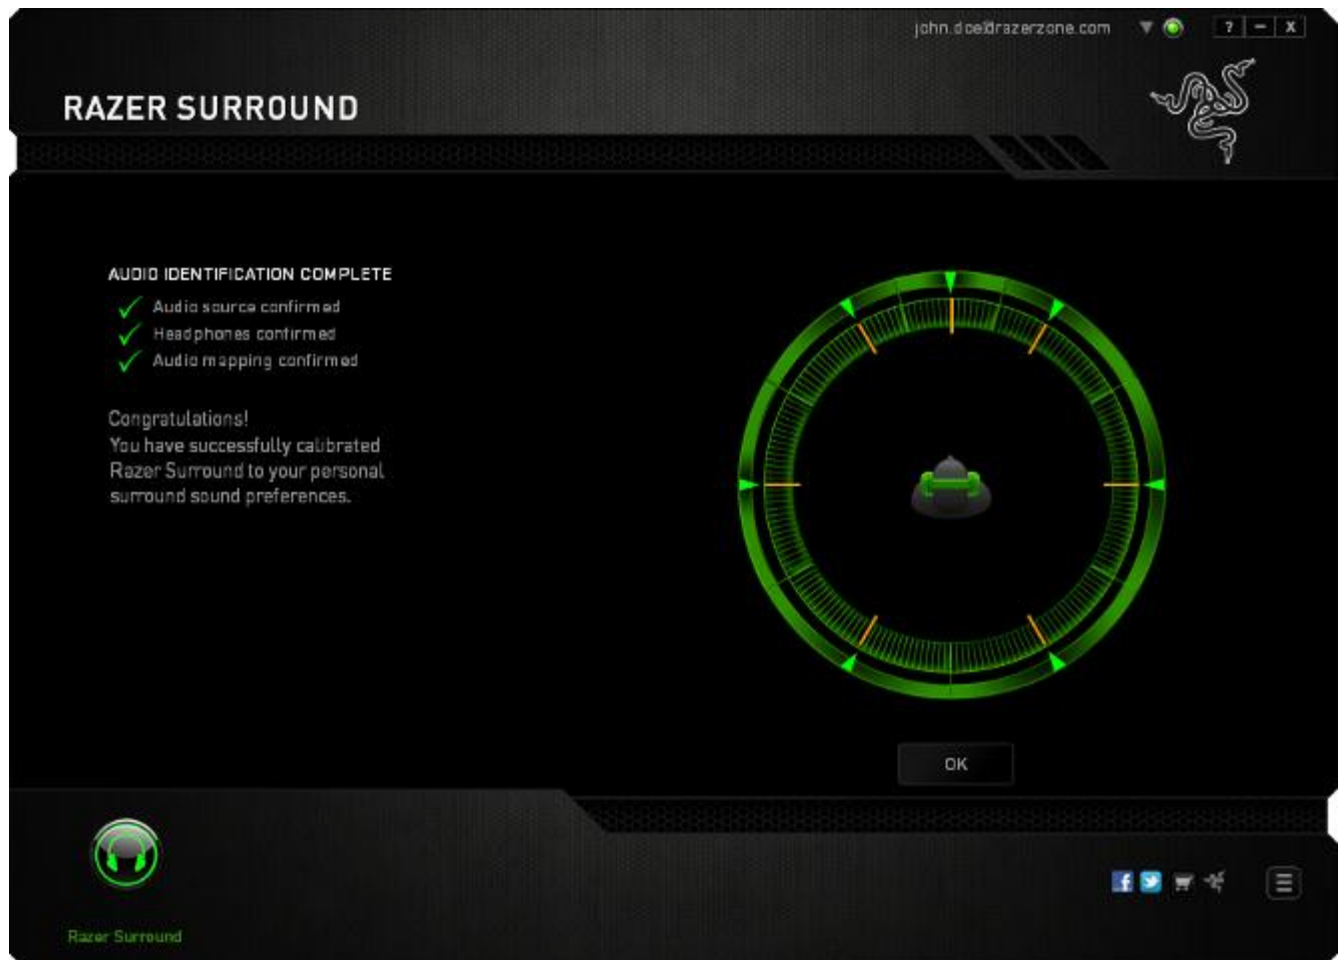 john.doe@razerzone.com
? – X
RAZER SURROUND
AUDIO IDENTIFICATION COMPLETE
Audio source confirmed
Headphones confirmed
Audio mapping confirmed
Congratulations!
You have successfully calibrated
Razer Surround to your personal
surround sound preferences.
OK
Razer Surround